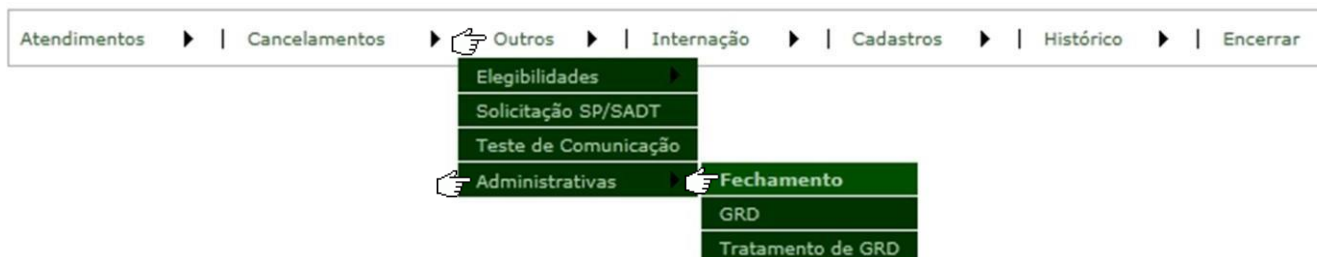 Atendimentos | Cancelamentos Outros | Internação | Cadastros | Histórico | Encerrar
Elegibilidades
Solicitação SP/SADT
Teste de Comunicação
Administrativas Fechamento
GRD
Tratamento de GRD